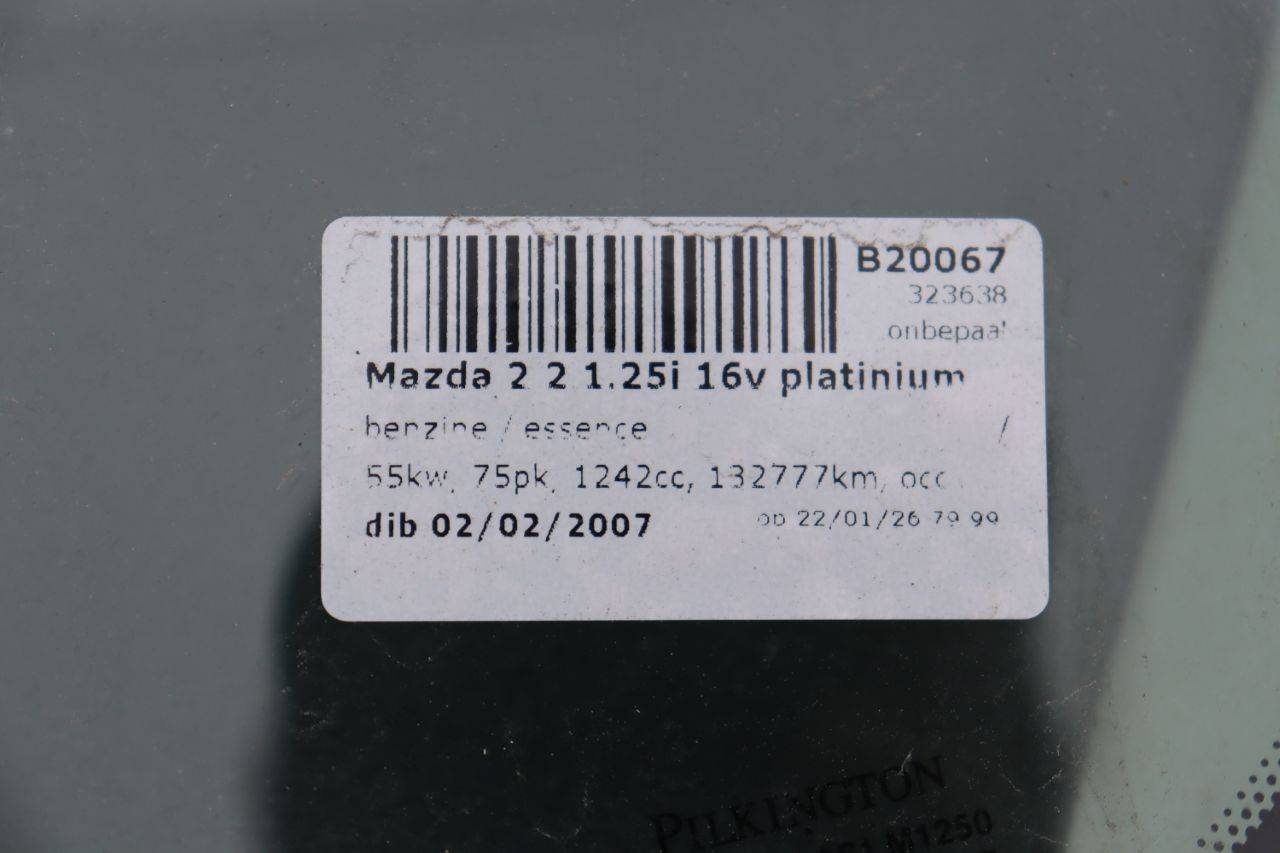 B20067
323638
onbepaal
Mazda 2 2 1.25i 16v platinium
benzine / essence /
55kw, 75pk, 1242cc, 132777km, occ
dib 02/02/2007 op 22/01/26 79 99
PILKINGTON
M1250